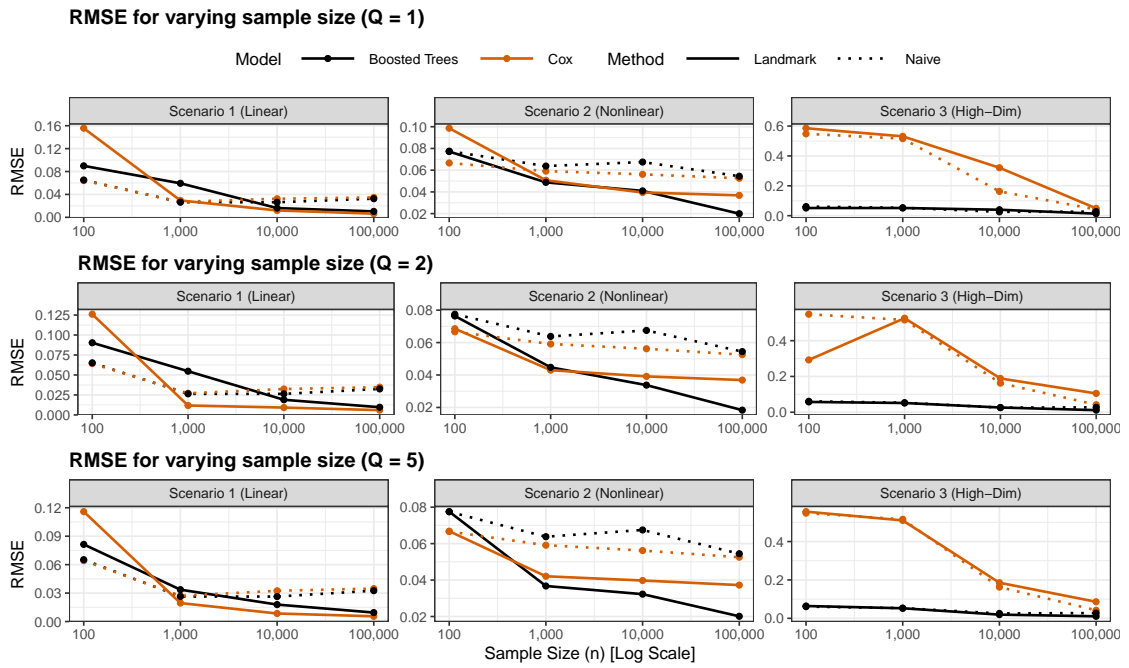 RMSE for varying sample size (Q = 1)
Model Boosted Trees Cox Method Landmark Naive
Scenario 1 (Linear) Scenario 2 (Nonlinear) Scenario 3 (High−Dim)
RMSE
0.16
0.12
0.08
0.04
0.00
0.10
0.08
0.06
0.04
0.02
0.6
0.4
0.2
0.0
100 1,000 10,000 100,000 100 1,000 10,000 100,000 100 1,000 10,000 100,000
RMSE for varying sample size (Q = 2)
Scenario 1 (Linear) Scenario 2 (Nonlinear) Scenario 3 (High−Dim)
RMSE
0.125
0.100
0.075
0.050
0.025
0.000
0.08
0.06
0.04
0.02
0.4
0.2
0.0
100 1,000 10,000 100,000 100 1,000 10,000 100,000 100 1,000 10,000 100,000
RMSE for varying sample size (Q = 5)
Scenario 1 (Linear) Scenario 2 (Nonlinear) Scenario 3 (High−Dim)
RMSE
0.12
0.09
0.06
0.03
0.00
0.08
0.06
0.04
0.02
0.4
0.2
0.0
100 1,000 10,000 100,000 100 1,000 10,000 100,000 100 1,000 10,000 100,000
Sample Size (n) [Log Scale]